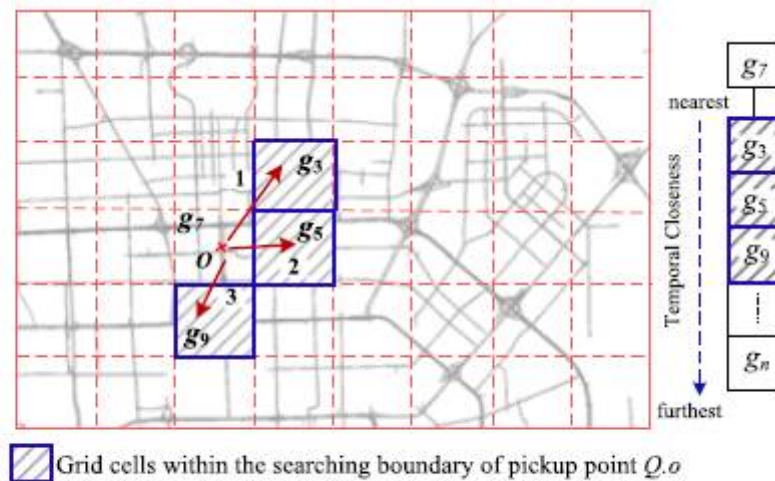 g3
1
g7
g5
O
2
3
g9
g7
nearest
g3
g5
g9
Temporal Closeness
gn
furthest
Grid cells within the searching boundary of pickup point Q.o